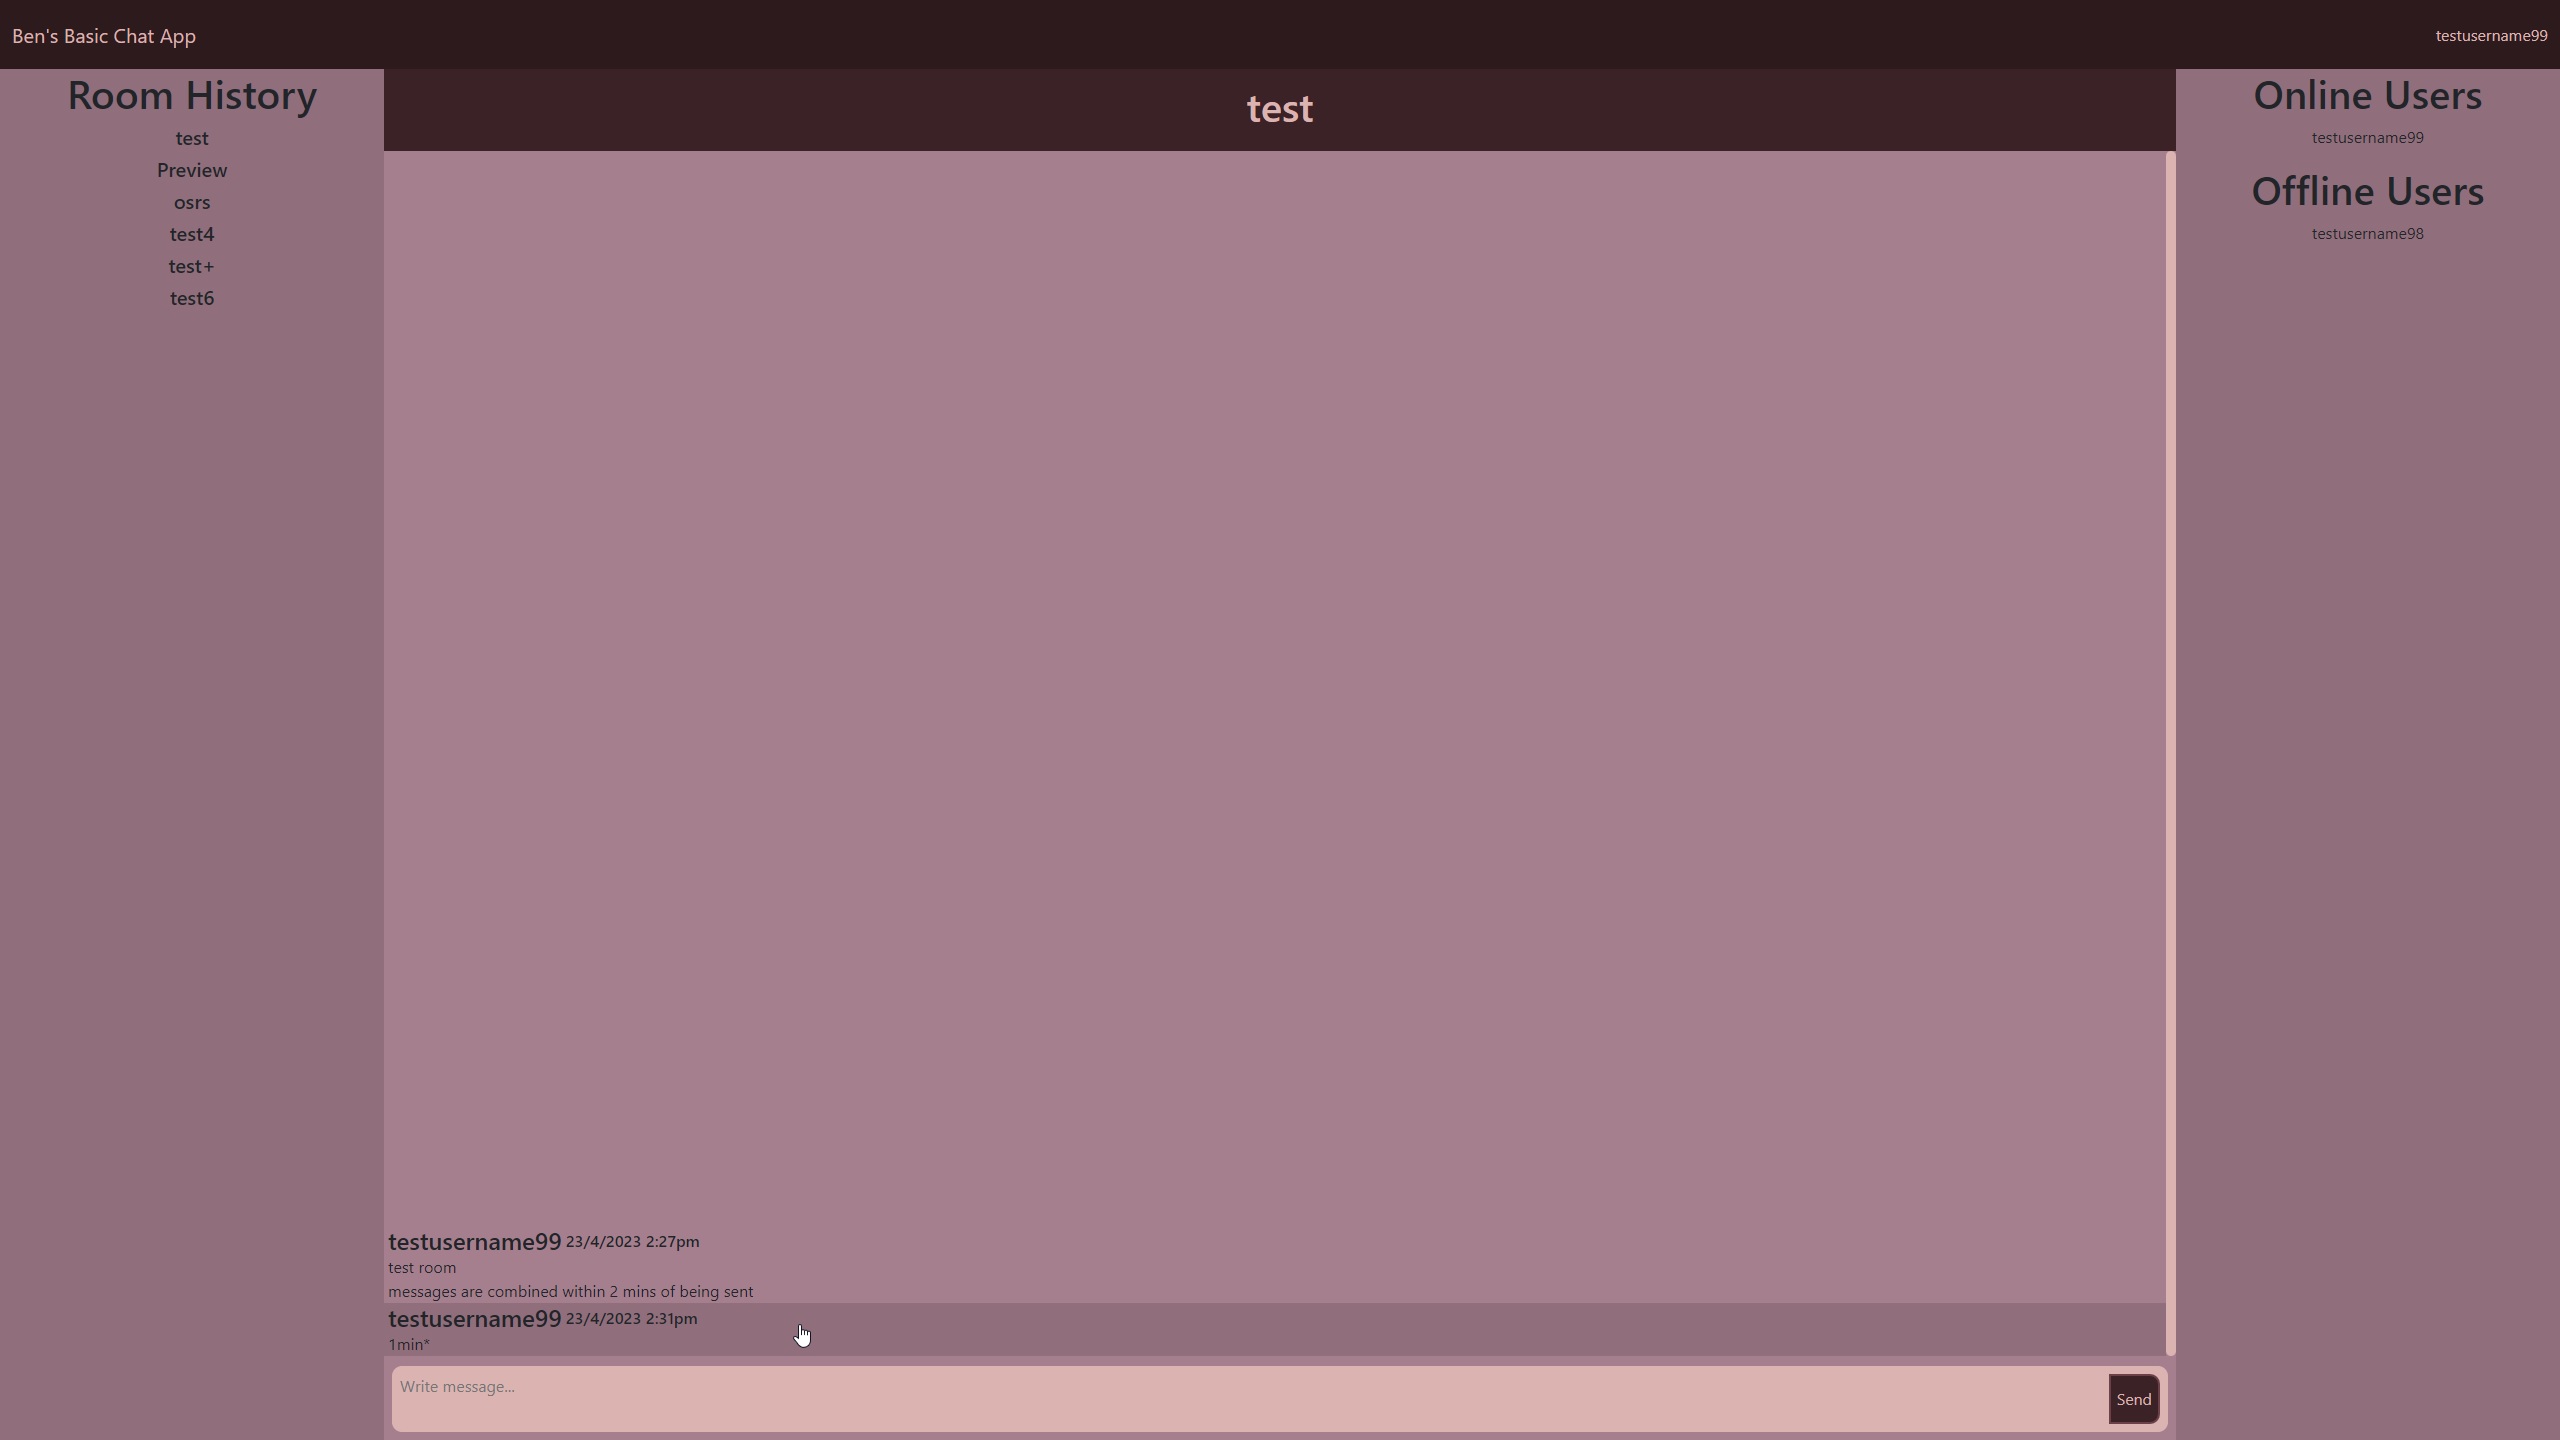 Ben's Basic Chat App
testusername99
Room History
test
Preview
osrs
test4
test+
test6
test
testusername99 23/4/2023 2:27pm
test room
messages are combined within 2 mins of being sent
testusername99 23/4/2023 2:31pm
1min*
Write message...
Send
Online Users
testusername99
Offline Users
testusername98